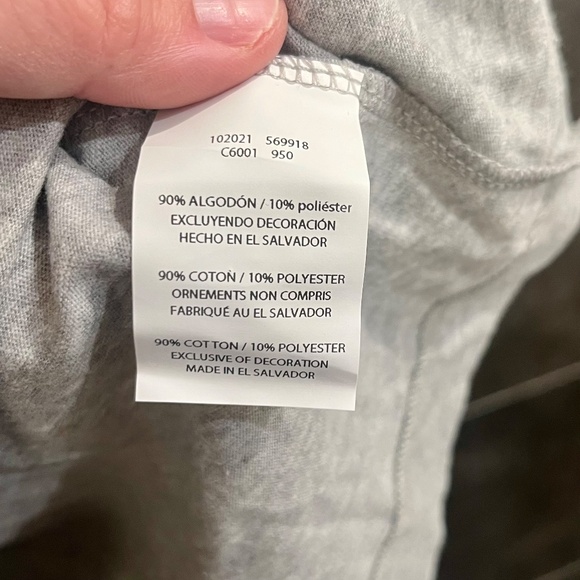 102021 S69918
C6001 950
90% ALGODÓN / 10% poliéster
EXCLUYENDO DECORACIÓN
HECHO EN EL SALVADOR
90% COTON / 10% POLYESTER
ORNEMENTS NON COMPRIS
FABRIQUÉ AU EL SALVADOR
90% COTTON / 10% POLYESTER
EXCLUSIVE OF DECORATION
MADE IN EL SALVADOR